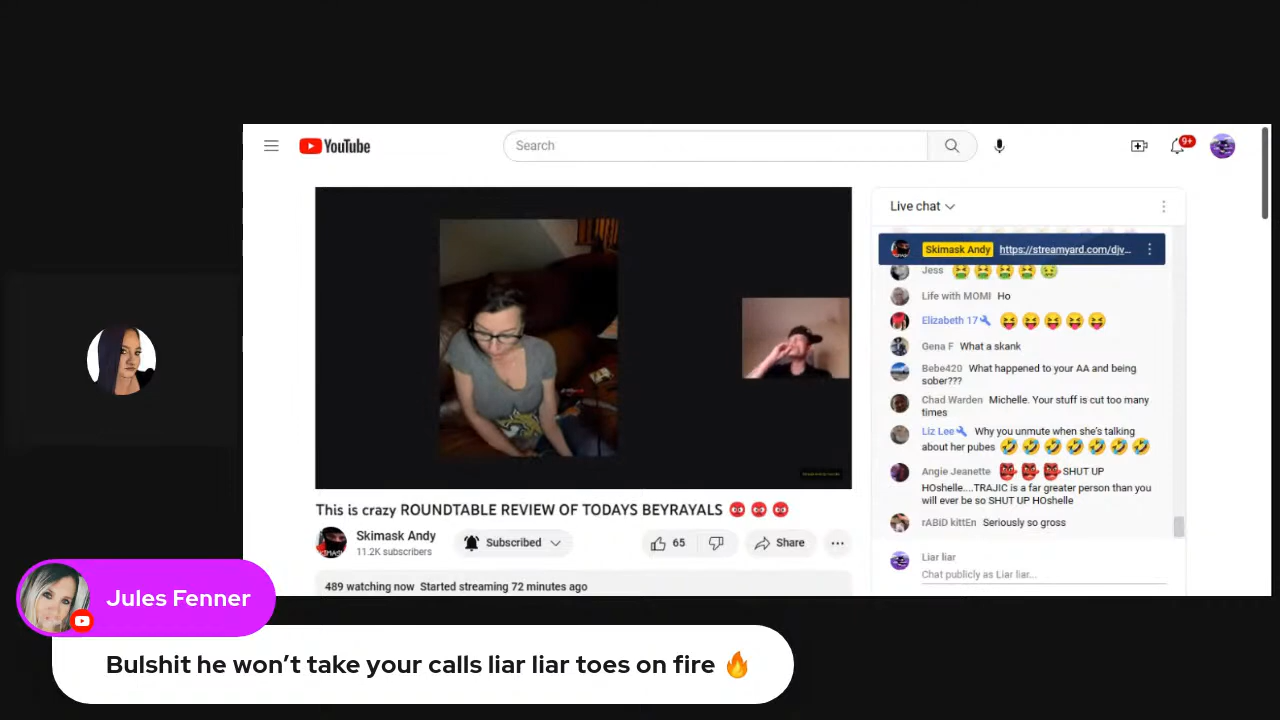 YouTube
Search
9+
Live chat
Skimask Andy https://streamyard.com/djv...
Jess 🤮🤮🤮🤮🤢
Life with MOMI Ho
Elizabeth 17 😝😝😝😝😝
Gena F What a skank
Bebe420 What happened to your AA and being
sober???
Chad Warden Michelle. Your stuff is cut too many
times
Liz Lee Why you unmute when she's talking
about her pubes 🤣🤣🤣🤣🤣🤣🤣
Angie Jeanette 👺👺👺SHUT UP
HOshelle....TRAJIC is a far greater person than you
will ever be so SHUT UP HOshelle
rABID kittEn Seriously so gross
Liar liar
Chat publicly as Liar liar...
This is crazy ROUNDTABLE REVIEW OF TODAYS BEYRAYALS
Skimask Andy
11.2K subscribers
Subscribed
65
Share
489 watching now Started streaming 72 minutes ago
Jules Fenner
Bulshit he won't take your calls liar liar toes on fire 🔥